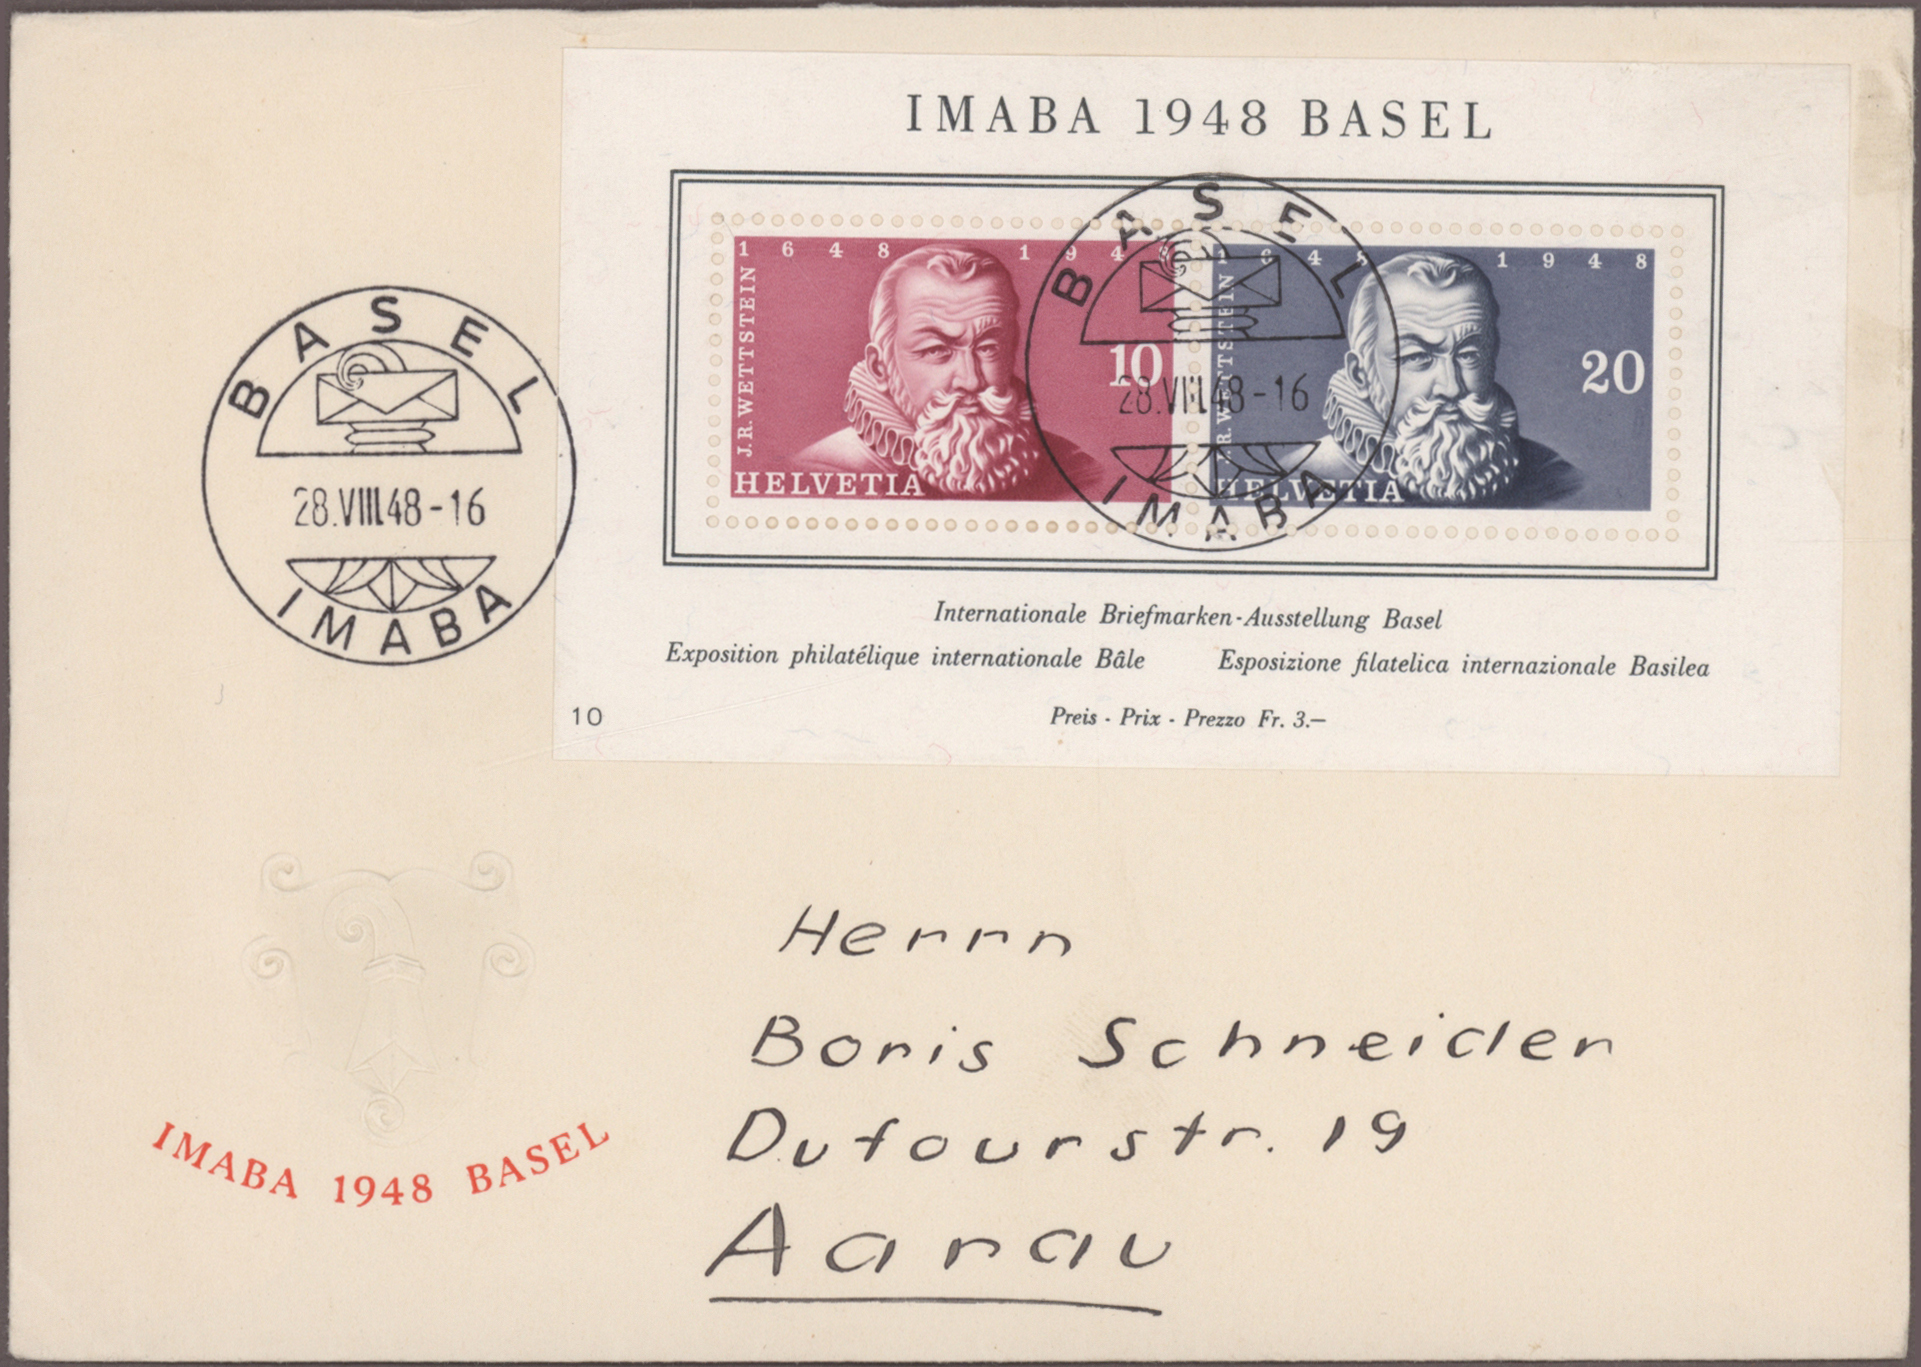 IMABA 1948 BASEL
1648 1948
J.R. WETTSTEIN
10
HELVETIA
1648 1948
J.R. WETTSTEIN
20
HELVETIA
BASEL
28.VIII.48-16
IMABA
BASEL
28.VIII.48-16
IMABA
Internationale Briefmarken-Ausstellung Basel
Exposition philatélique internationale Bâle
Esposizione filatelica internazionale Basilea
10
Preis - Prix - Prezzo Fr. 3.—
Herrn
Boris Schneider
Dufourstr. 19
Aarau
IMABA 1948 BASEL